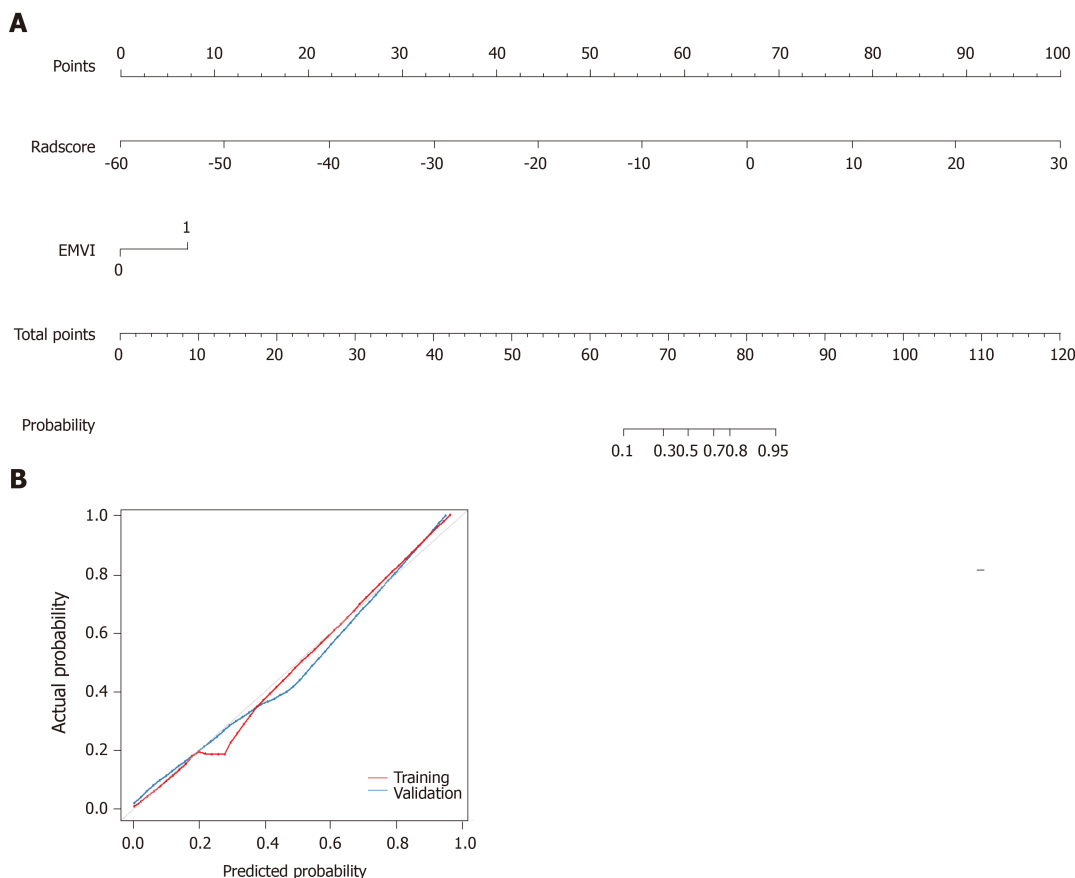 A
0 10 20 30 40 50 60 70 80 90 100
Points
Radscore
-60 -50 -40 -30 -20 -10 0 10 20 30
1
EMVI
0
Total points
0 10 20 30 40 50 60 70 80 90 100 110 120
Probability
0.1 0.30.5 0.70.8 0.95
B
1.0
0.8
0.6
0.4
0.2
0.0
Actual probability
Training
Validation
0.0 0.2 0.4 0.6 0.8 1.0
Predicted probability